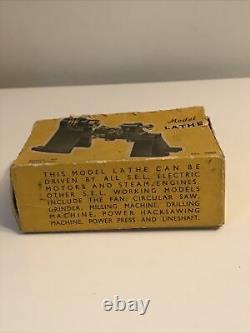 Model
LATHE
THIS MODEL LATHE CAN BE
DRIVEN BY ALL S.E.L. ELECTRIC
MOTORS AND STEAM ENGINES.
OTHER S.E.L. WORKING MODELS
INCLUDE THE FAN, CIRCULAR SAW,
GRINDER, MILLING MACHINE, DRILLING
MACHINE, POWER HACKSAWING
MACHINE, POWER PRESS AND LINESHAFT.